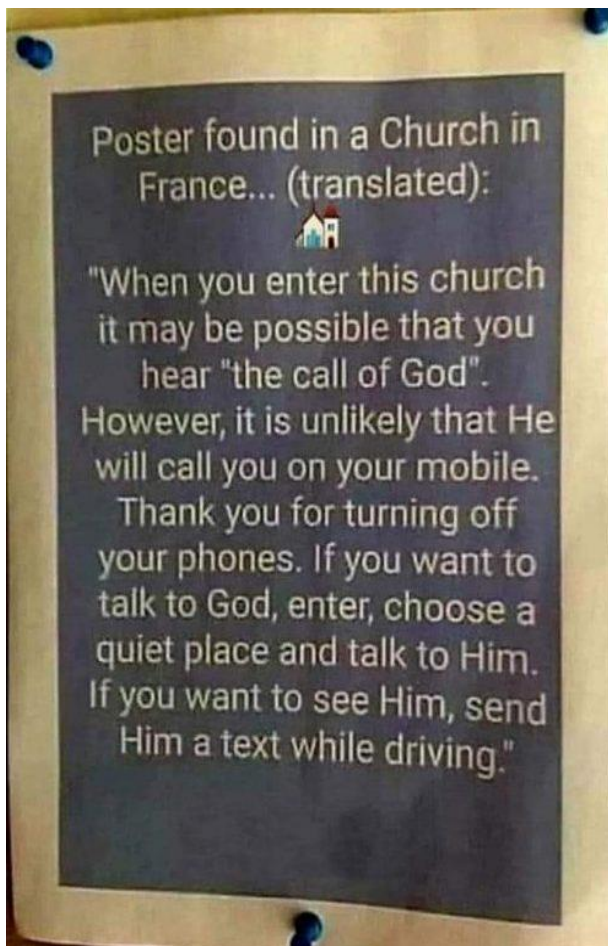 Poster found in a Church in
France... (translated):
"When you enter this church
it may be possible that you
hear "the call of God".
However, it is unlikely that He
will call you on your mobile.
Thank you for turning off
your phones. If you want to
talk to God, enter, choose a
quiet place and talk to Him.
If you want to see Him, send
Him a text while driving."